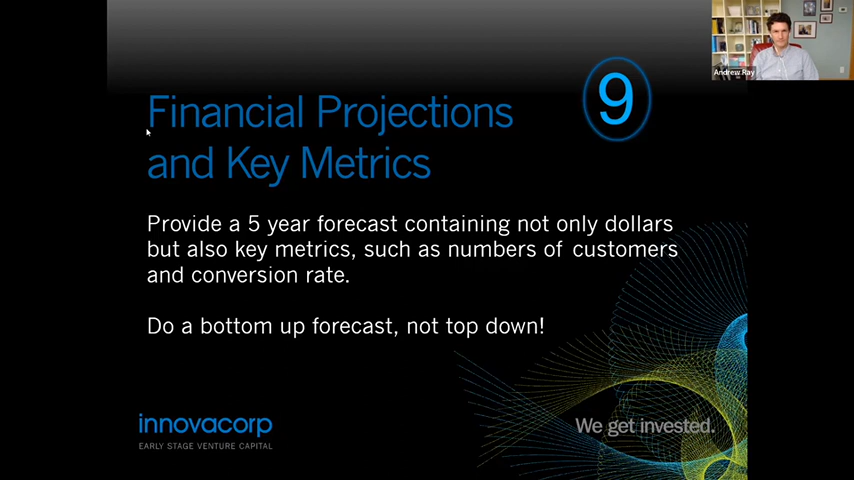 Andrew Ray
Financial Projections
and Key Metrics
9
Provide a 5 year forecast containing not only dollars
but also key metrics, such as numbers of customers
and conversion rate.
Do a bottom up forecast, not top down!
innovacorp
EARLY STAGE VENTURE CAPITAL
We get invested.